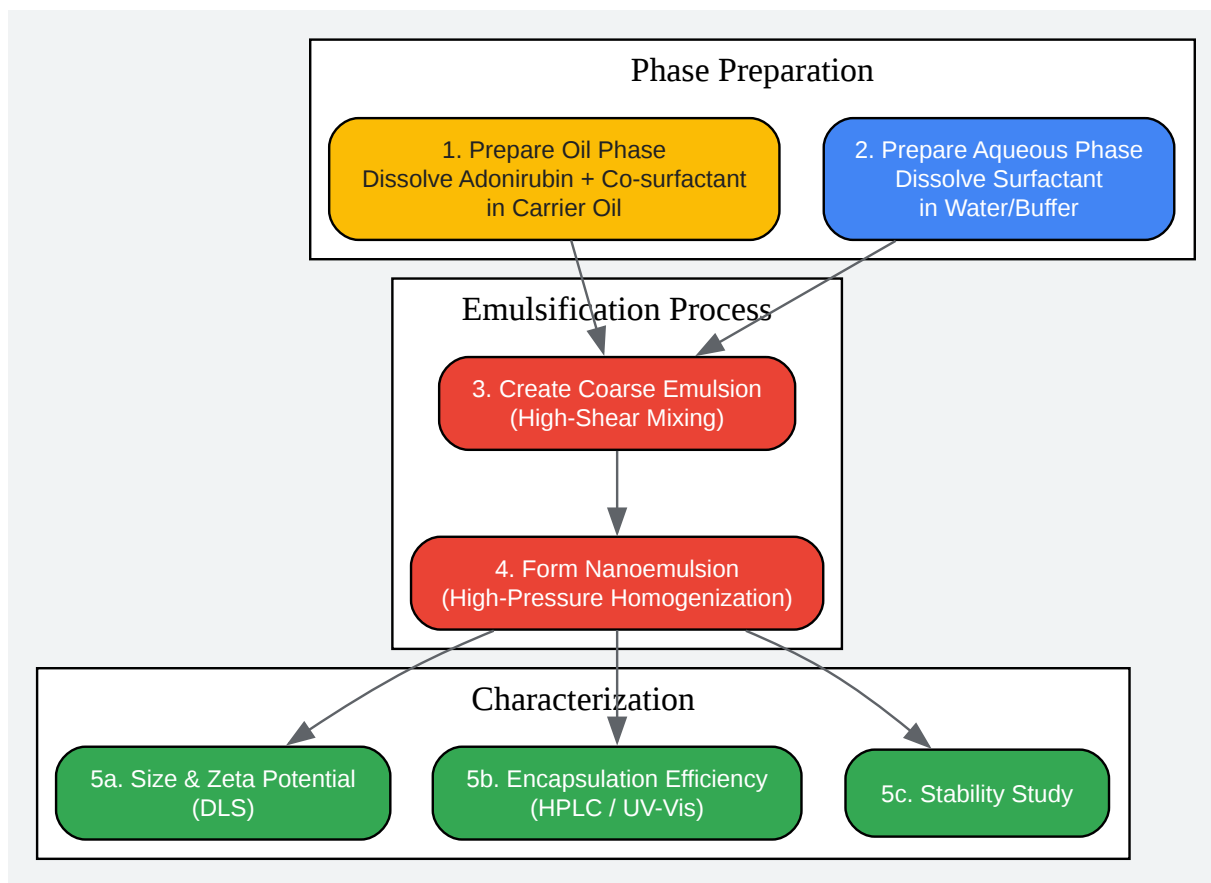 Phase Preparation
1. Prepare Oil Phase
Dissolve Adonirubin + Co-surfactant
in Carrier Oil
2. Prepare Aqueous Phase
Dissolve Surfactant
in Water/Buffer
Emulsification Process
3. Create Coarse Emulsion
(High-Shear Mixing)
4. Form Nanoemulsion
(High-Pressure Homogenization)
Characterization
5a. Size & Zeta Potential
(DLS)
5b. Encapsulation Efficiency
(HPLC / UV-Vis)
5c. Stability Study